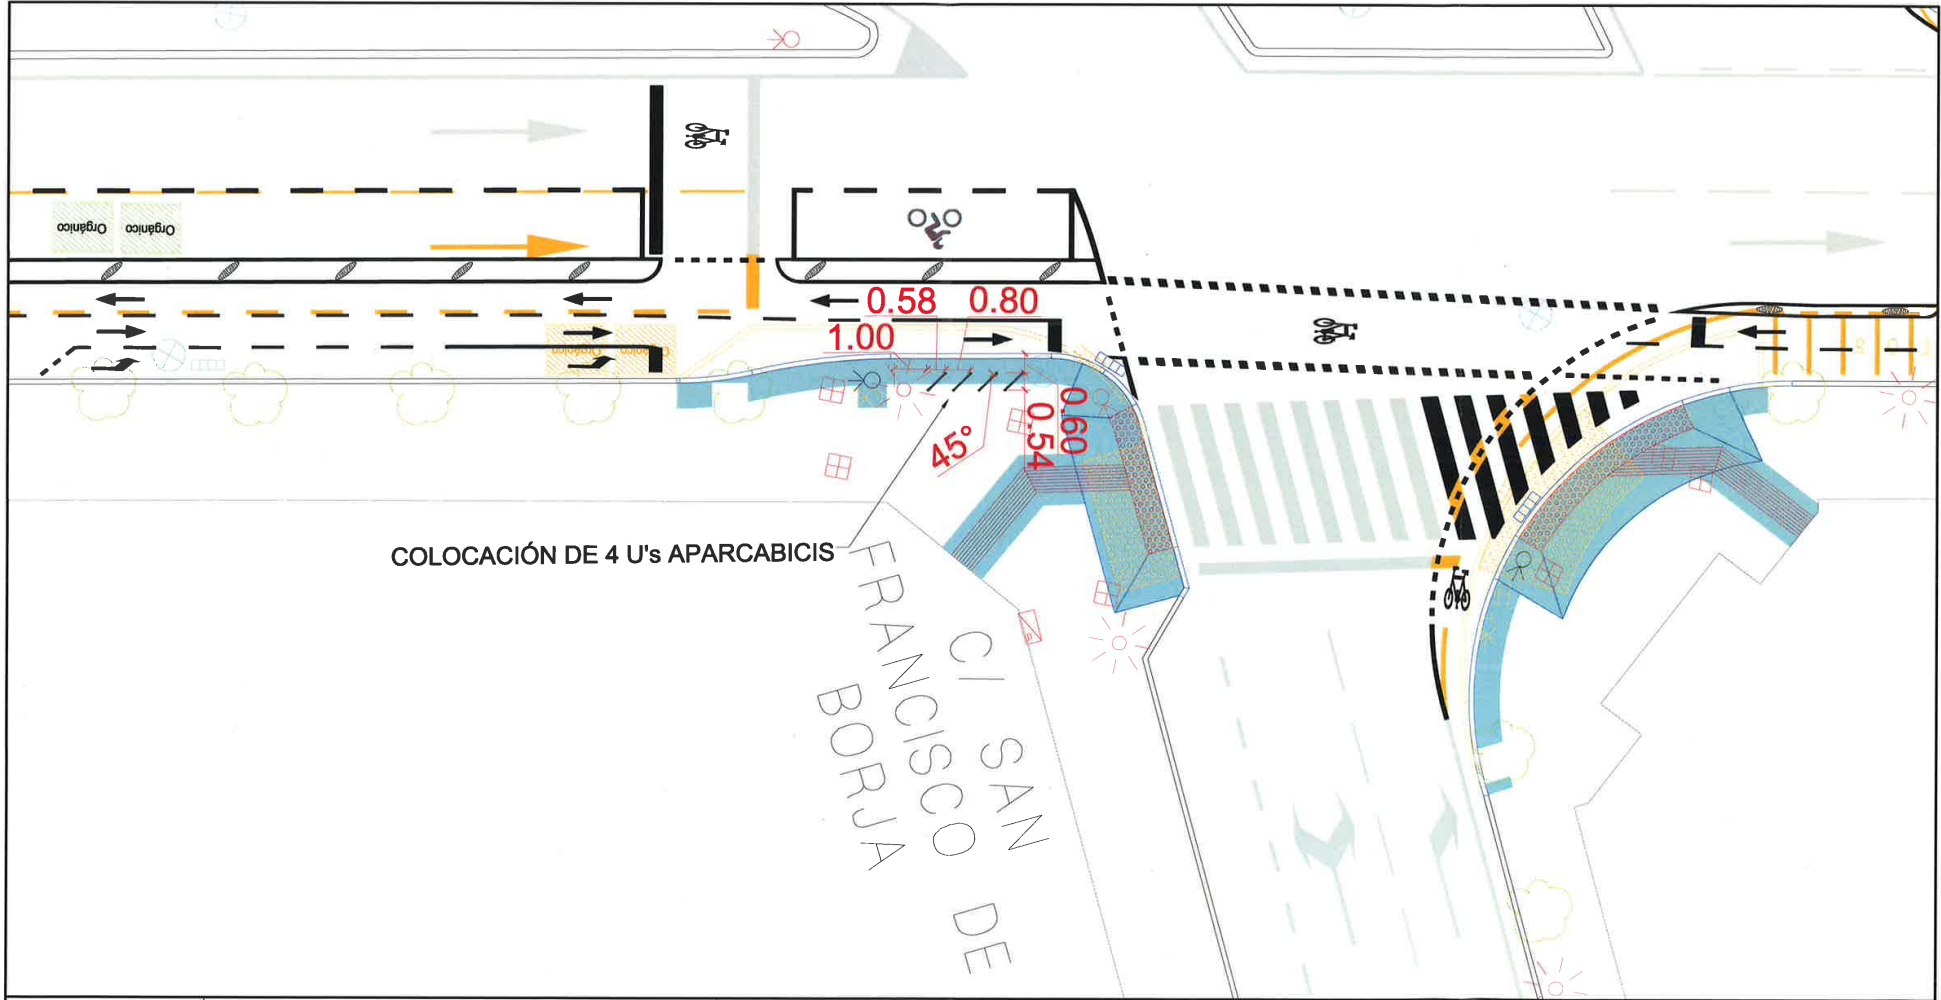 Orgánico
Orgánico
0.58
0.80
1.00
Orgánico
0.60
0.54
45°
COLOCACIÓN DE 4 U's APARCABICIS
C/ SAN
FRANCISCO DE
BORJA